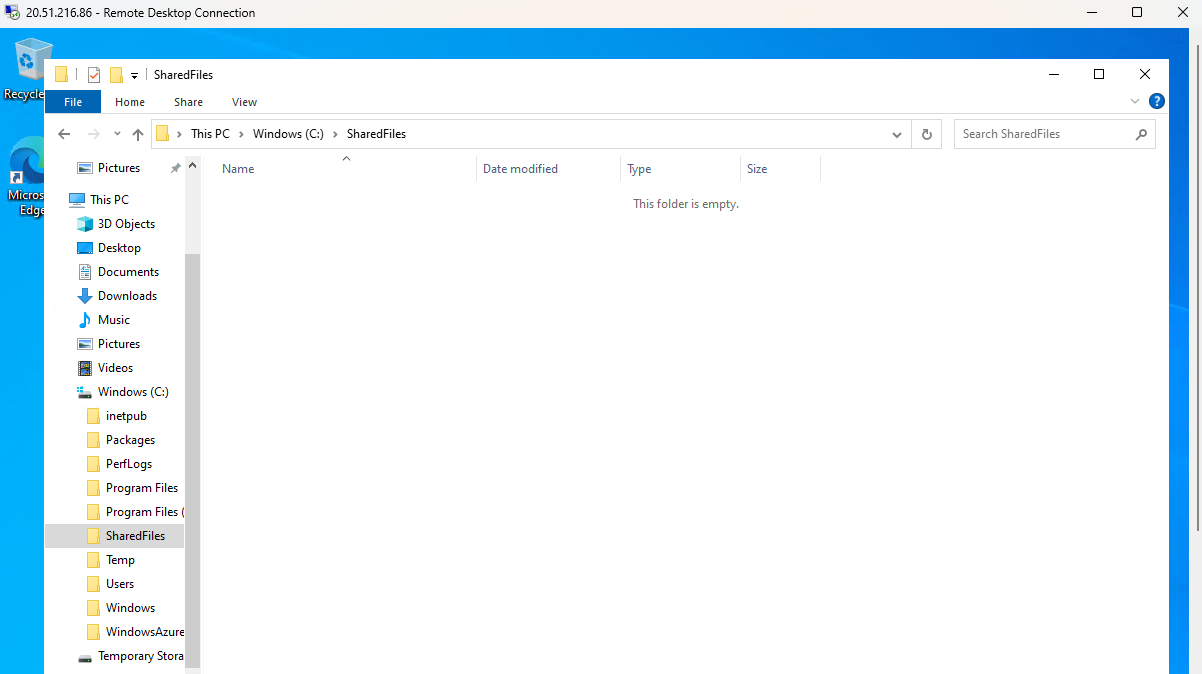 20.51.216.86 - Remote Desktop Connection
SharedFiles
File Home Share View
This PC Windows (C:) SharedFiles
Search SharedFiles
Recycle
Micros
Edge
Pictures
This PC
3D Objects
Desktop
Documents
Downloads
Music
Pictures
Videos
Windows (C:)
inetpub
Packages
PerfLogs
Program Files
Program Files (
SharedFiles
Temp
Users
Windows
WindowsAzure
Temporary Stora
Name Date modified Type Size
This folder is empty.